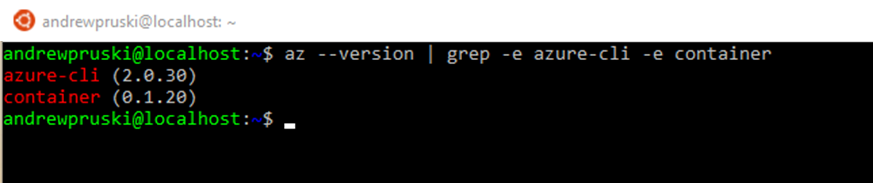 andrewpruski@localhost: ~
andrewpruski@localhost:~$ az --version | grep -e azure-cli -e container
azure-cli (2.0.30)
container (0.1.20)
andrewpruski@localhost:~$